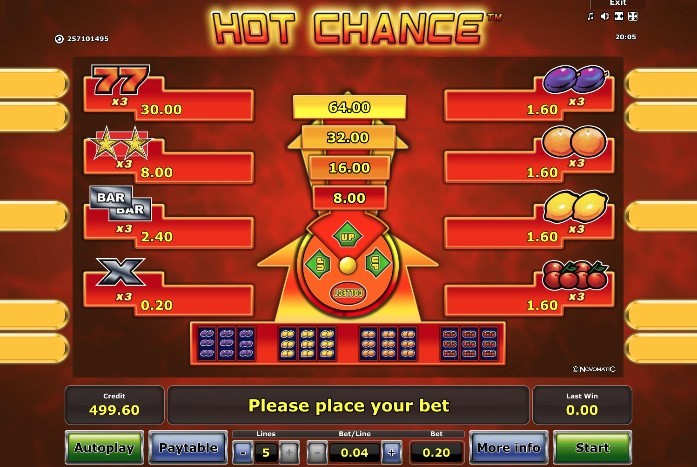 HOT CHANCE™
Exit
257101495
20:05
77
x3
30.00
64.00
x3
1.60
32.00
x3
8.00
16.00
x3
1.60
8.00
BAR
BAR
x3
2.40
UP
UP
UP
COLLECT
x3
1.60
X
x3
0.20
x3
1.60
© NOVOMATIC
Credit
499.60
Please place your bet
Last Win
0.00
Autoplay
Paytable
Lines
- 5 +
Bet/Line
- 0.04 +
Bet
0.20
More info
Start